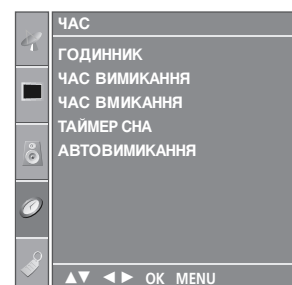 ЧАС
ГОДИННИК
ЧАС ВИМИКАННЯ
ЧАС ВМИКАННЯ
ТАЙМЕР СНА
АВТОВИМИКАННЯ
▲▼ ◄► OK MENU